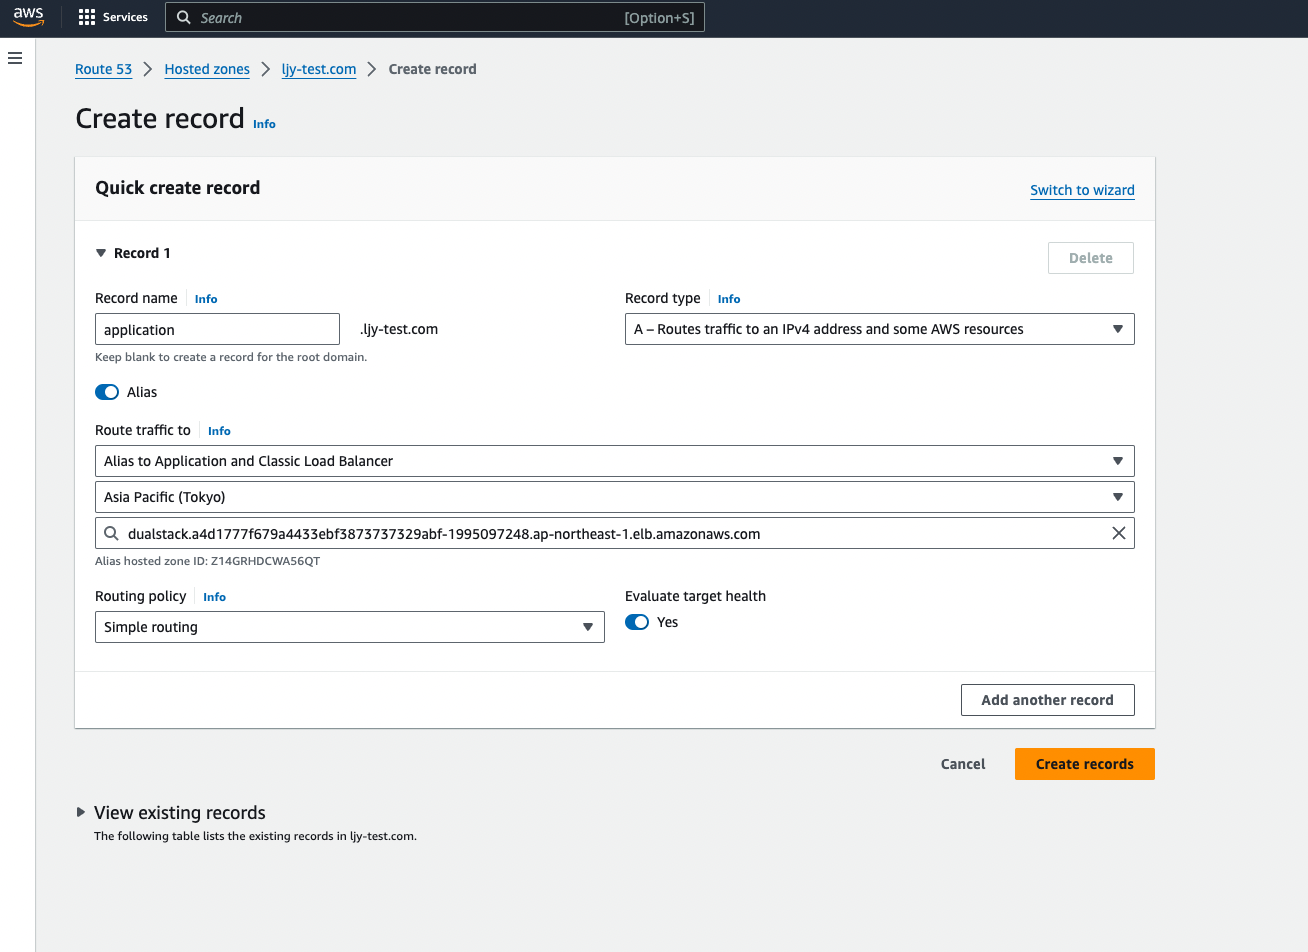 aws
Services
Search
[Option+S]
Route 53
Hosted zones
ljy-test.com
Create record
Create record Info
Quick create record
Switch to wizard
Record 1
Delete
Record name Info
application
.ljy-test.com
Keep blank to create a record for the root domain.
Record type Info
A – Routes traffic to an IPv4 address and some AWS resources
Alias
Route traffic to Info
Alias to Application and Classic Load Balancer
Asia Pacific (Tokyo)
dualstack.a4d1777f679a4433ebf3873737329abf-1995097248.ap-northeast-1.elb.amazonaws.com
Alias hosted zone ID: Z14GRHDCWA56QT
Routing policy Info
Simple routing
Evaluate target health
Yes
Add another record
Cancel
Create records
View existing records
The following table lists the existing records in ljy-test.com.